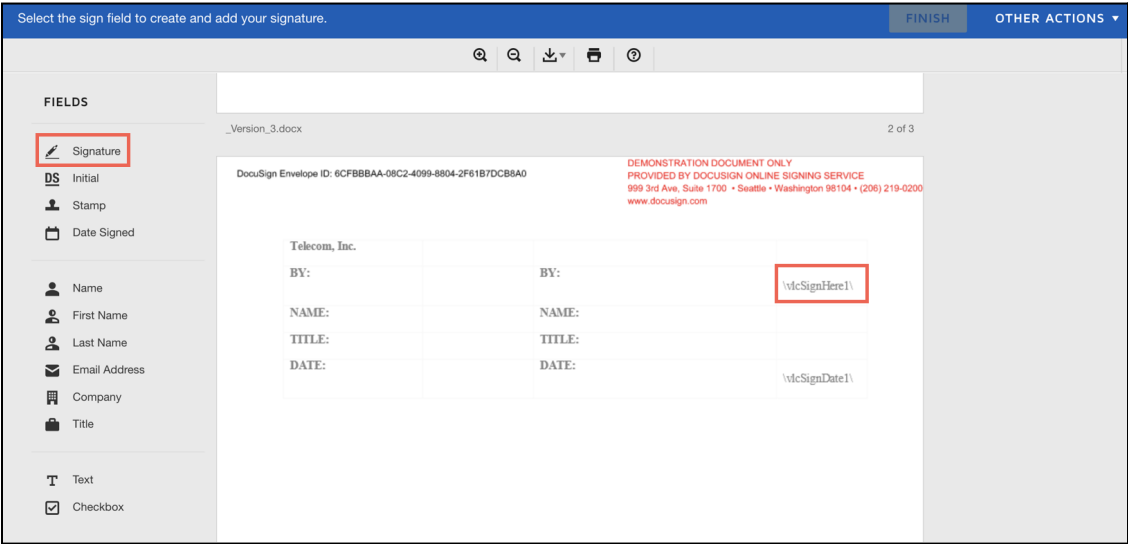 Select the sign field to create and add your signature.
FINISH
OTHER ACTIONS
FIELDS
Signature
DS Initial
Stamp
Date Signed
Name
First Name
Last Name
Email Address
Company
Title
T Text
Checkbox
_Version_3.docx
2 of 3
DocuSign Envelope ID: 6CFBBBAA-08C2-4099-8804-2F61B7DCB8A0
DEMONSTRATION DOCUMENT ONLY
PROVIDED BY DOCUSIGN ONLINE SIGNING SERVICE
999 3rd Ave, Suite 1700 • Seattle • Washington 98104 • (206) 219-0200
www.docusign.com
Telecom, Inc.
BY: BY: \vlcSignHere1\
NAME: NAME:
TITLE: TITLE:
DATE: DATE: \vlcSignDate1\